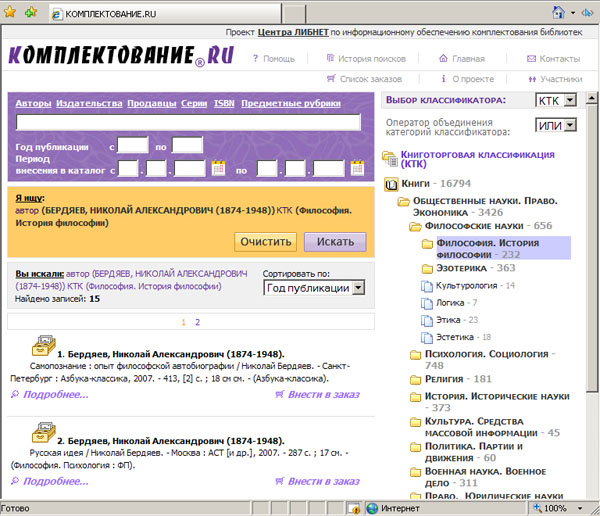 КОМПЛЕКТОВАНИЕ.RU
Проект Центра ЛИБНЕТ по информационному обеспечению комплектования библиотек
КОМПЛЕКТОВАНИЕ® RU
? Помощь
История поисков
Главная
Контакты
Список заказов
О проекте
Участники
Авторы Издательства Продавцы Серии ISBN Предметные рубрики
Год публикации с по
Период
внесения в каталог с . . по . .
Я ищу:
автор (БЕРДЯЕВ, НИКОЛАЙ АЛЕКСАНДРОВИЧ (1874-1948)) КТК (Философия.
История философии)
Очистить Искать
Вы искали: автор (БЕРДЯЕВ, НИКОЛАЙ АЛЕКСАНДРОВИЧ
(1874-1948)) КТК (Философия. История философии)
Найдено записей: 15
Сортировать по:
Год публикации
1 2
1. Бердяев, Николай Александрович (1874-1948).
Самопознание : опыт философской автобиографии / Николай Бердяев. - Санкт-
Петербург : Азбука-классика, 2007. - 413, [2] с. ; 18 см см - (Азбука-классика).
Подробнее... Внести в заказ
2. Бердяев, Николай Александрович (1874-1948).
Русская идея / Николай Бердяев. - Москва : АСТ [и др.], 2007. - 287 с. ; 17 см. -
(Философия. Психология : ФП).
Подробнее... Внести в заказ
Выбор классификатора: КТК
Оператор объединения
категорий классификатора: ИЛИ
Книготорговая классификация
(КТК)
Книги - 16794
Общественные науки. Право.
Экономика - 3426
Философские науки - 656
Философия. История
философии - 232
Эзотерика - 363
Культурология - 14
Логика - 7
Этика - 23
Эстетика - 18
Психология. Социология -
748
Религия - 181
История. Исторические науки
- 373
Культура. Средства
массовой информации - 45
Политика. Партии и
движения - 60
Военная наука. Военное
дело - 311
Право. Юридические науки
Готово
Интернет
100%